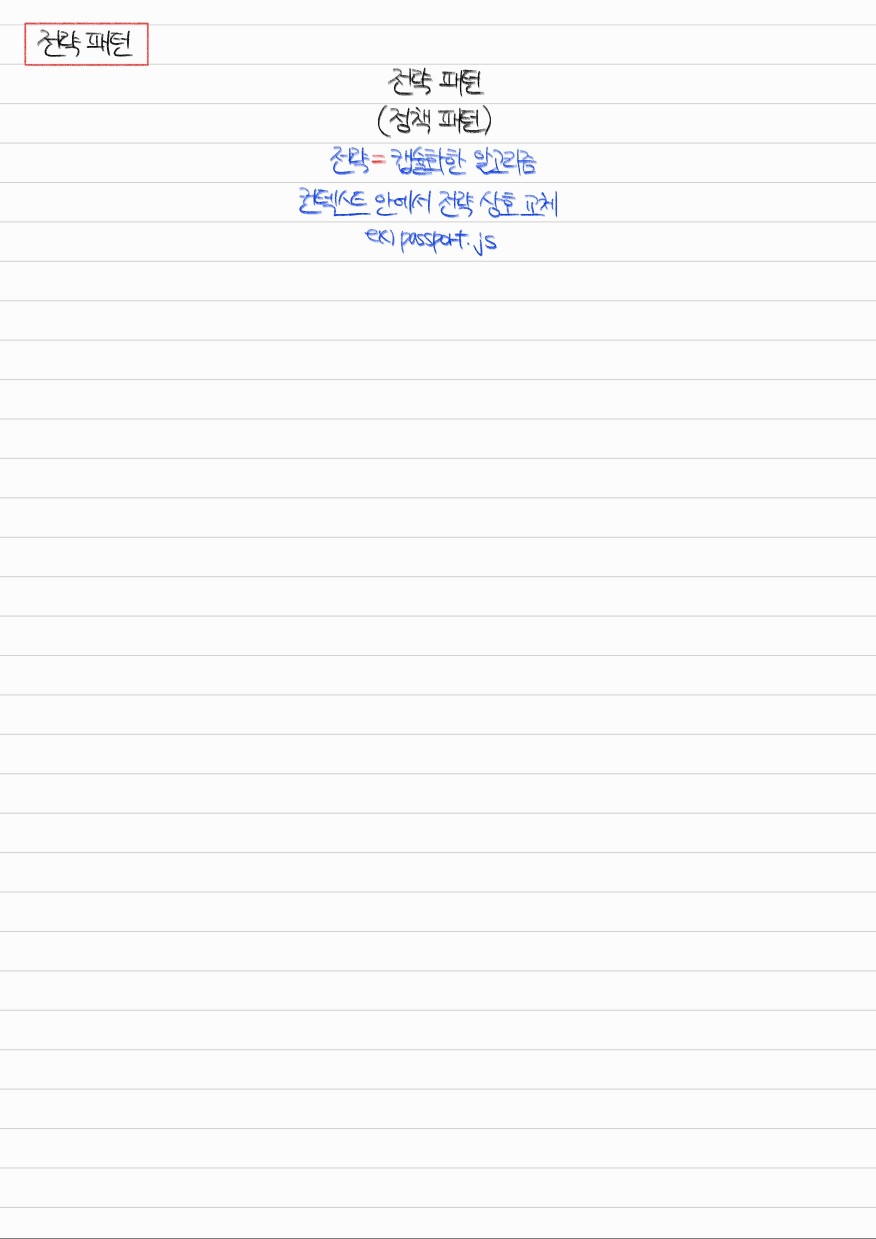 전략 패턴
전략 패턴
(정책 패턴)
전략 = 캡슐화한 알고리즘
컨텍스트 안에서 전략 상호 교체
ex) passport.js